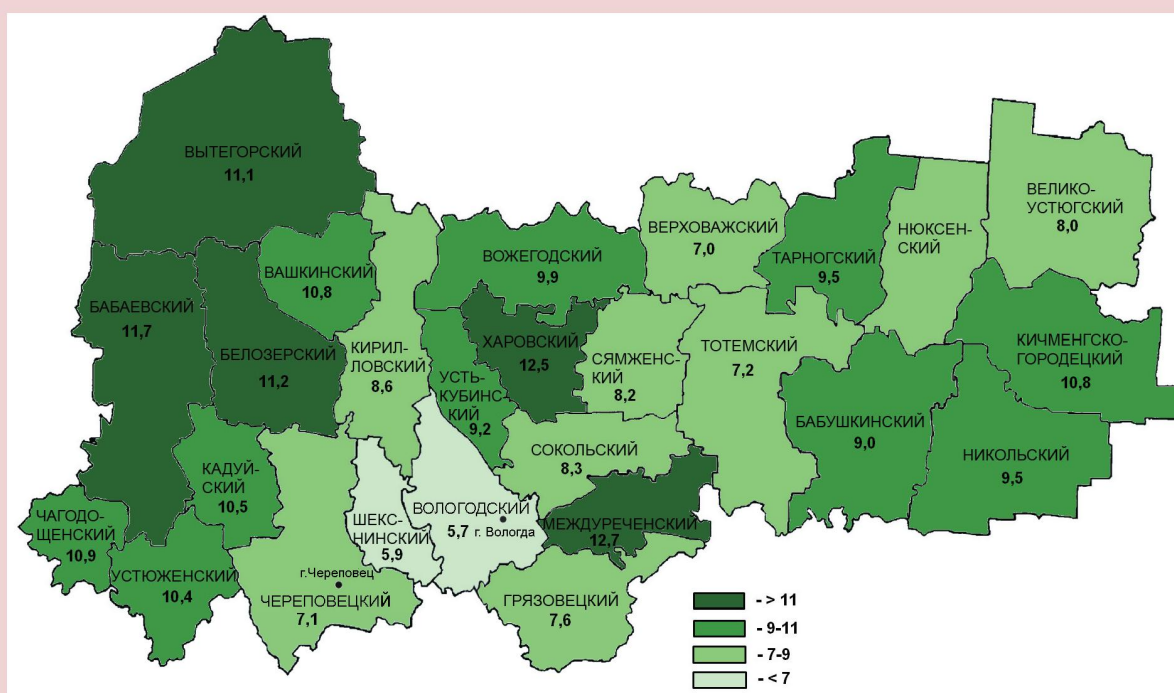 ВЫТЕГОРСКИЙ
11,1
ВЕЛИКО-
УСТЮГСКИЙ
8,0
ВЕРХОВАЖСКИЙ
7,0
НЮКСЕН-
СКИЙ
ТАРНОГСКИЙ
9,5
ВОЖЕГОДСКИЙ
9,9
ВАШКИНСКИЙ
10,8
БАБАЕВСКИЙ
11,7
БЕЛОЗЕРСКИЙ
11,2
КИРИЛ-
ЛОВСКИЙ
8,6
ХАРОВСКИЙ
12,5
СЯМЖЕНС-
КИЙ
8,2
ТОТЕМСКИЙ
7,2
КИЧМЕНГСКО-
ГОРОДЕЦКИЙ
10,8
УСТЬ-
КУБИНС-
КИЙ
9,2
БАБУШКИНСКИЙ
9,0
НИКОЛЬСКИЙ
9,5
СОКОЛЬСКИЙ
8,3
КАДУЙ-
СКИЙ
10,5
ЧАГОДО-
ЩЕНСКИЙ
10,9
ШЕКС-
НИНСКИЙ
5,9
ВОЛОГОДСКИЙ
5,7 г. Вологда
МЕЖДУРЕЧЕНСКИЙ
12,7
УСТЮЖЕНСКИЙ
10,4
г.Череповец
ЧЕРЕПОВЕЦКИЙ
7,1
ГРЯЗОВЕЦКИЙ
7,6
- > 11
- 9-11
- 7-9
- < 7